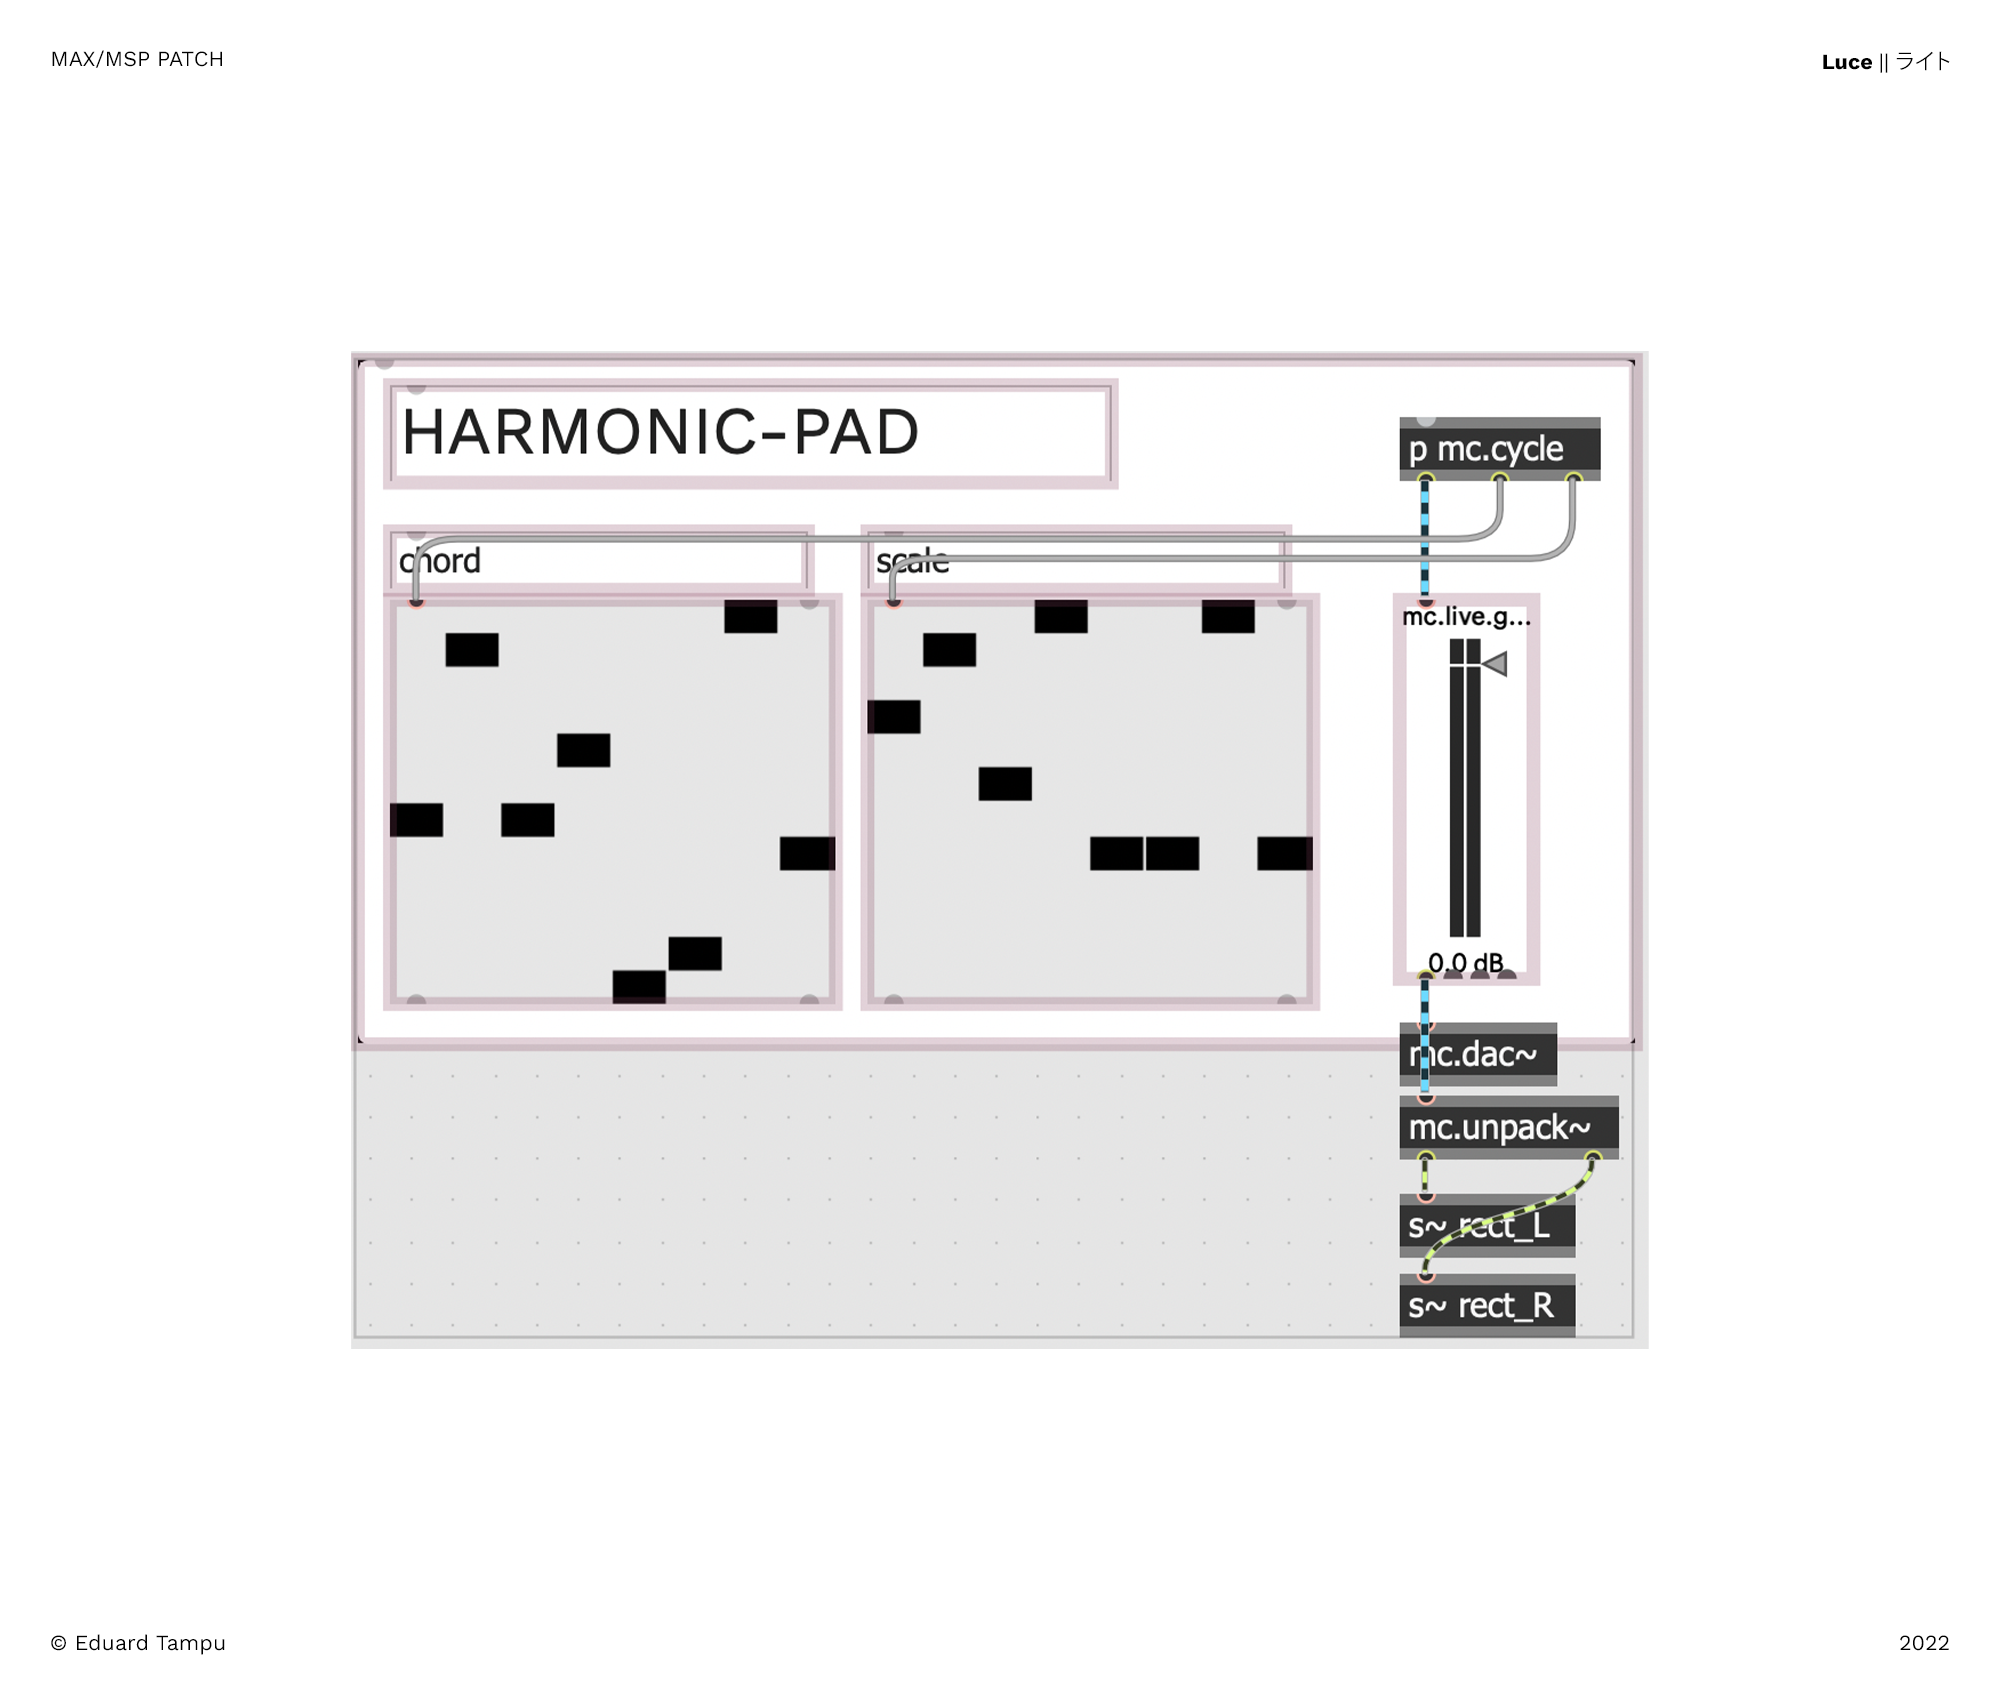 MAX/MSP PATCH
Luce || ライト
HARMONIC-PAD
p mc.cycle
chord
scale
mc.live.g...
0.0 dB
mc.dac~
mc.unpack~
s~ rect_L
s~ rect_R
© Eduard Tampu
2022